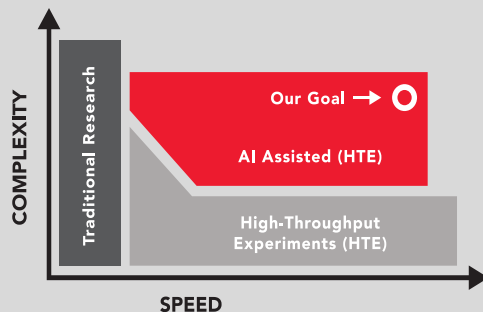 COMPLEXITY
Traditional Research
Our Goal →
AI Assisted (HTE)
High-Throughput
Experiments (HTE)
SPEED